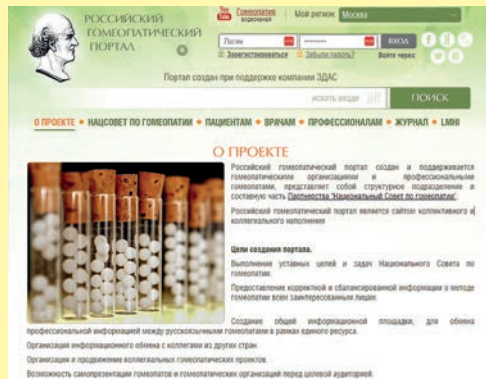 РОССИЙСКИЙ
ГОМЕОПАТИЧЕСКИЙ
ПОРТАЛ
You Tube Гомеопатия видеоканал
Мой регион: Москва
Логин
ВХОД
Зарегистрироваться Забыли пароль? Войти через:
Портал создан при поддержке компании ЭДАС
искать везде
ПОИСК
О ПРОЕКТЕ • НАЦСОВЕТ ПО ГОМЕОПАТИИ • ПАЦИЕНТАМ • ВРАЧАМ • ПРОФЕССИОНАЛАМ • ЖУРНАЛ • LMHI
О ПРОЕКТЕ
Российский гомеопатический портал создан и поддерживается
гомеопатическими организациями и профессиональными
гомеопатами, представляет собой структурное подразделение и
составную часть Партнерства "Национальный Совет по гомеопатии".
Российский гомеопатический портал является сайтом коллективного и
коллегиального наполнения
Цели создания портала.
Выполнение уставных целей и задач Национального Совета по
гомеопатии.
Предоставление корректной и сбалансированной информации о методе
гомеопатии всем заинтересованным лицам.
Создание общей информационной площадки, для обмена
профессиональной информацией между русскоязычными гомеопатами в рамках единого ресурса.
Организация информационного обмена с коллегами из других стран.
Организация и продвижение коллегиальных гомеопатических проектов.
Возможность самопрезентации гомеопатов и гомеопатических организаций перед целевой аудиторией.